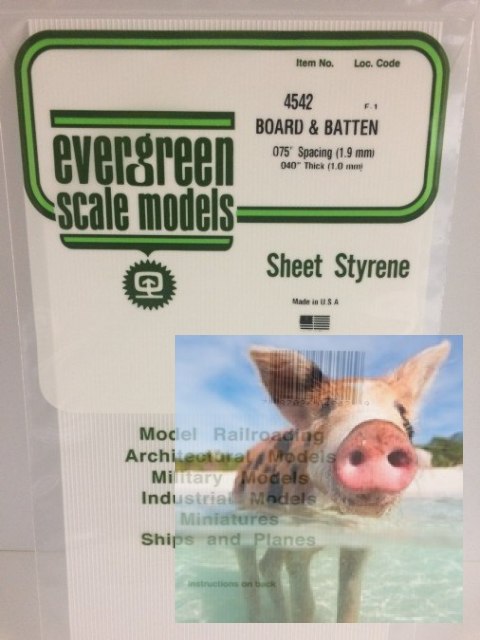 Item No. Loc. Code
4542 F.1
BOARD & BATTEN
.075" Spacing (1.9 mm)
.040" Thick (1.0 mm)
evergreen
scale models
Sheet Styrene
Made in U S A
Model Railroading
Architectural Models
Military Models
Industrial Models
Miniatures
Ships and Planes
instructions on back